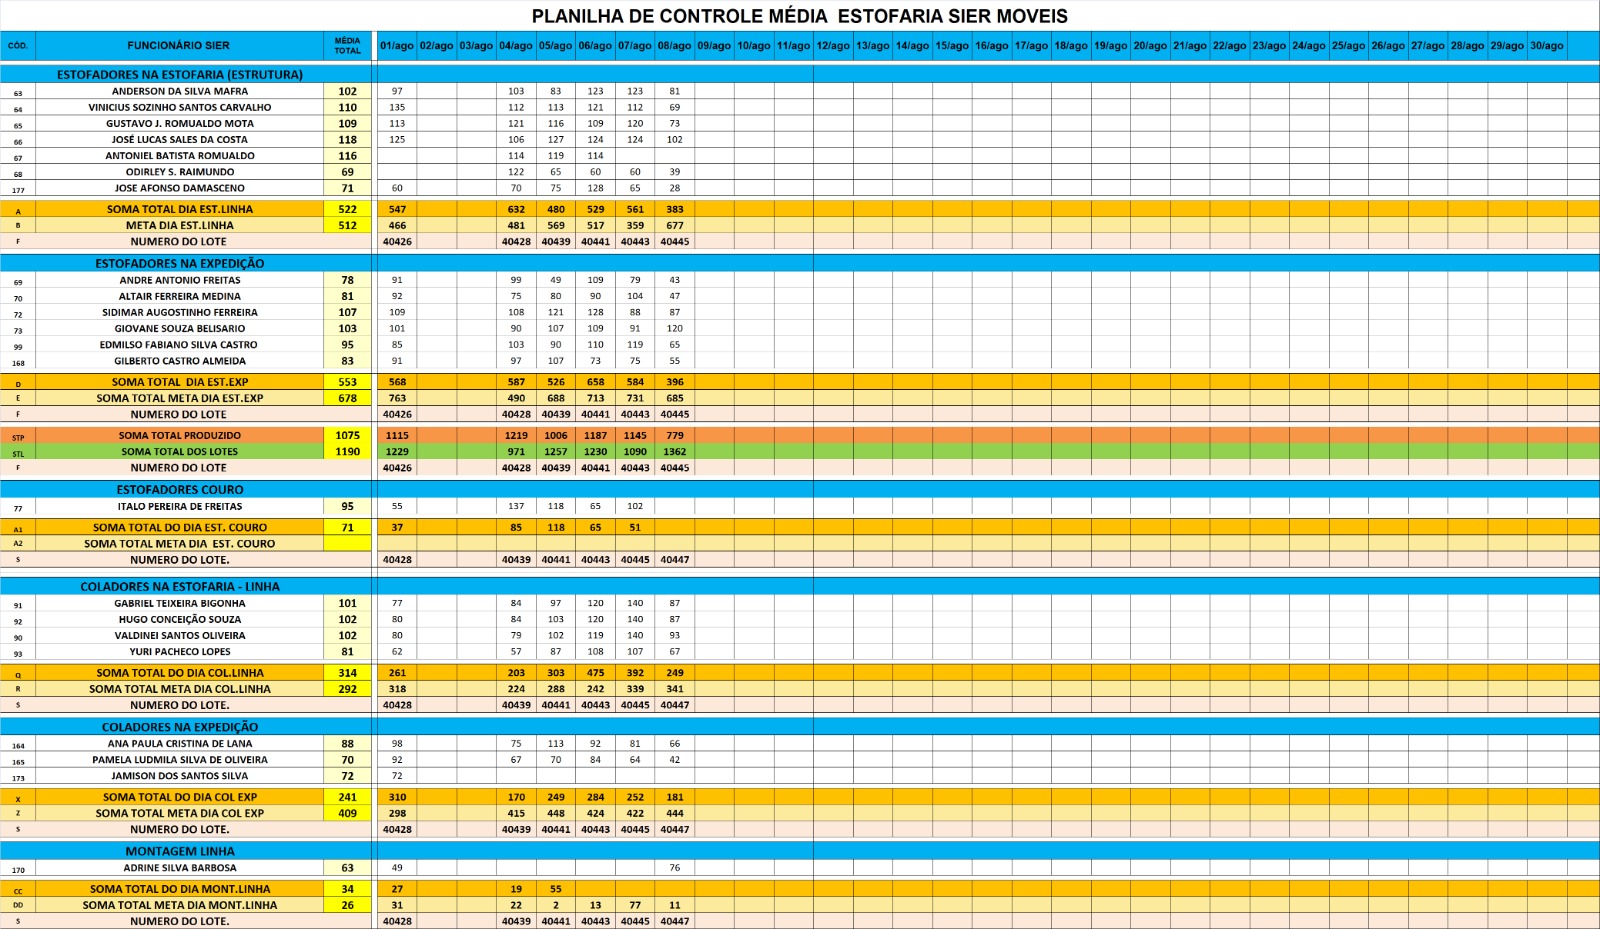 PLANILHA DE CONTROLE MÉDIA  ESTOFARIA SIER MOVEIS
CÓD. FUNCIONÁRIO SIER MÉDIA TOTAL 01/ago 02/ago 03/ago 04/ago 05/ago 06/ago 07/ago 08/ago 09/ago 10/ago 11/ago 12/ago 13/ago 14/ago 15/ago 16/ago 17/ago 18/ago 19/ago 20/ago 21/ago 22/ago 23/ago 24/ago 25/ago 26/ago 27/ago 28/ago 29/ago 30/ago
ESTOFADORES NA ESTOFARIA (ESTRUTURA)
63 ANDERSON DA SILVA MAFRA 102 97 103 83 123 123 81
64 VINICIUS SOZINHO SANTOS CARVALHO 110 135 112 113 121 112 69
65 GUSTAVO J. ROMUALDO MOTA 109 113 121 116 109 120 73
66 JOSÉ LUCAS SALES DA COSTA 118 125 106 127 124 124 102
67 ANTONIEL BATISTA ROMUALDO 116 114 119 114
68 ODIRLEY S. RAIMUNDO 69 122 65 60 60 39
177 JOSE AFONSO DAMASCENO 71 60 70 75 128 65 28
A SOMA TOTAL DIA EST.LINHA 522 547 632 480 529 561 383
B META DIA EST.LINHA 512 466 481 569 517 359 677
F NUMERO DO LOTE 40426 40428 40439 40441 40443 40445
ESTOFADORES NA EXPEDIÇÃO
69 ANDRE ANTONIO FREITAS 78 91 99 49 109 79 43
70 ALTAIR FERREIRA MEDINA 81 92 75 80 90 104 47
72 SIDIMAR AUGOSTINHO FERREIRA 107 109 108 121 128 88 87
73 GIOVANE SOUZA BELISARIO 103 101 90 107 109 91 120
99 EDMILSO FABIANO SILVA CASTRO 95 85 103 90 110 119 65
168 GILBERTO CASTRO ALMEIDA 83 91 97 107 73 75 55
D SOMA TOTAL  DIA EST.EXP 553 568 587 526 658 584 396
E SOMA TOTAL META DIA EST.EXP 678 763 490 688 713 731 685
F NUMERO DO LOTE 40426 40428 40439 40441 40443 40445
STP SOMA TOTAL PRODUZIDO 1075 1115 1219 1006 1187 1145 779
STL SOMA TOTAL DOS LOTES 1190 1229 971 1257 1230 1090 1362
F NUMERO DO LOTE 40426 40428 40439 40441 40443 40445
ESTOFADORES COURO
77 ITALO PEREIRA DE FREITAS 95 55 137 118 65 102
A1 SOMA TOTAL DO DIA EST. COURO 71 37 85 118 65 51
A2 SOMA TOTAL META DIA  EST. COURO
S NUMERO DO LOTE. 40428 40439 40441 40443 40445 40447
COLADORES NA ESTOFARIA - LINHA
91 GABRIEL TEIXEIRA BIGONHA 101 77 84 97 120 140 87
92 HUGO CONCEIÇÃO SOUZA 102 80 84 103 120 140 87
90 VALDINEI SANTOS OLIVEIRA 102 80 79 102 119 140 93
93 YURI PACHECO LOPES 81 62 57 87 108 107 67
Q SOMA TOTAL DO DIA COL.LINHA 314 261 203 303 475 392 249
R SOMA TOTAL META DIA COL.LINHA 292 318 224 288 242 339 341
S NUMERO DO LOTE. 40428 40439 40441 40443 40445 40447
COLADORES NA EXPEDIÇÃO
164 ANA PAULA CRISTINA DE LANA 88 98 75 113 92 81 66
165 PAMELA LUDMILA SILVA DE OLIVEIRA 70 92 67 70 84 64 42
173 JAMISON DOS SANTOS SILVA 72 72
X SOMA TOTAL DO DIA COL EXP 241 310 170 249 284 252 181
Z SOMA TOTAL META DIA COL EXP 409 298 415 448 424 422 444
S NUMERO DO LOTE. 40428 40439 40441 40443 40445 40447
MONTAGEM LINHA
170 ADRINE SILVA BARBOSA 63 49 76
CC SOMA TOTAL DO DIA MONT.LINHA 34 27 19 55
DD SOMA TOTAL META DIA MONT.LINHA 26 31 22 2 13 77 11
S NUMERO DO LOTE. 40428 40439 40441 40443 40445 40447